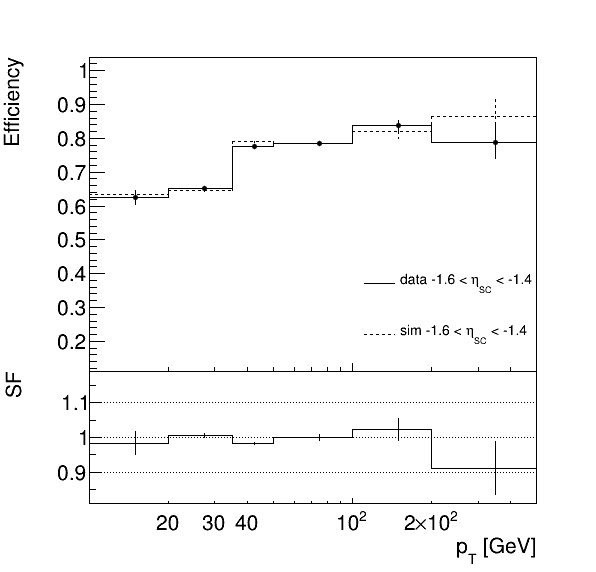 Efficiency
1
0.9
0.8
0.7
0.6
0.5
0.4
0.3
0.2
data -1.6 < η_SC < -1.4
sim -1.6 < η_SC < -1.4
SF
1.1
1
0.9
20 30 40 10² 2×10²
p_T [GeV]